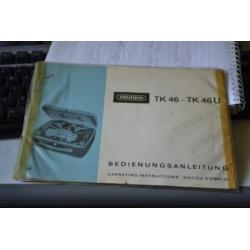 GRUNDIG
TK 46 - TK 46 U
BEDIENUNGSANLEITUNG
OPERATING INSTRUCTIONS · NOTICE D'EMPLOI